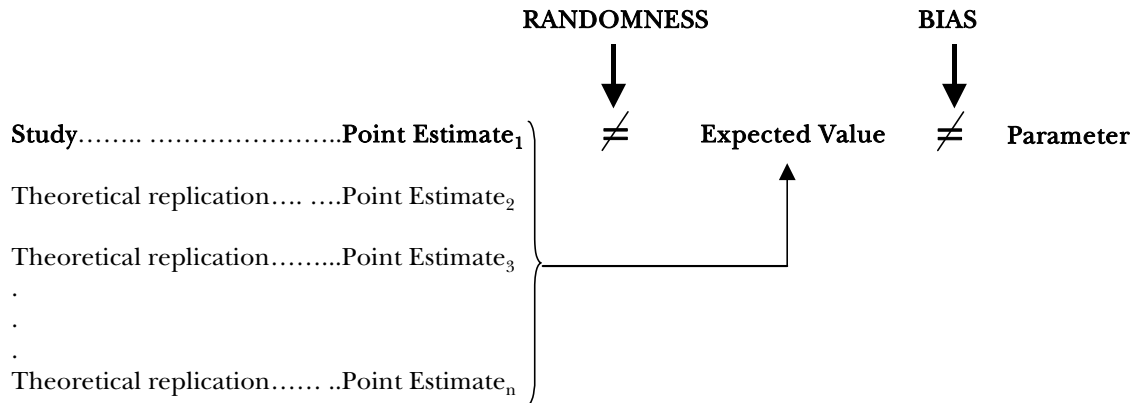 RANDOMNESS BIAS
Study…….. …………………..Point Estimate1 ≠ Expected Value ≠ Parameter
Theoretical replication…. ….Point Estimate2
Theoretical replication……...Point Estimate3
.
.
.
Theoretical replication…… ..Point Estimaten